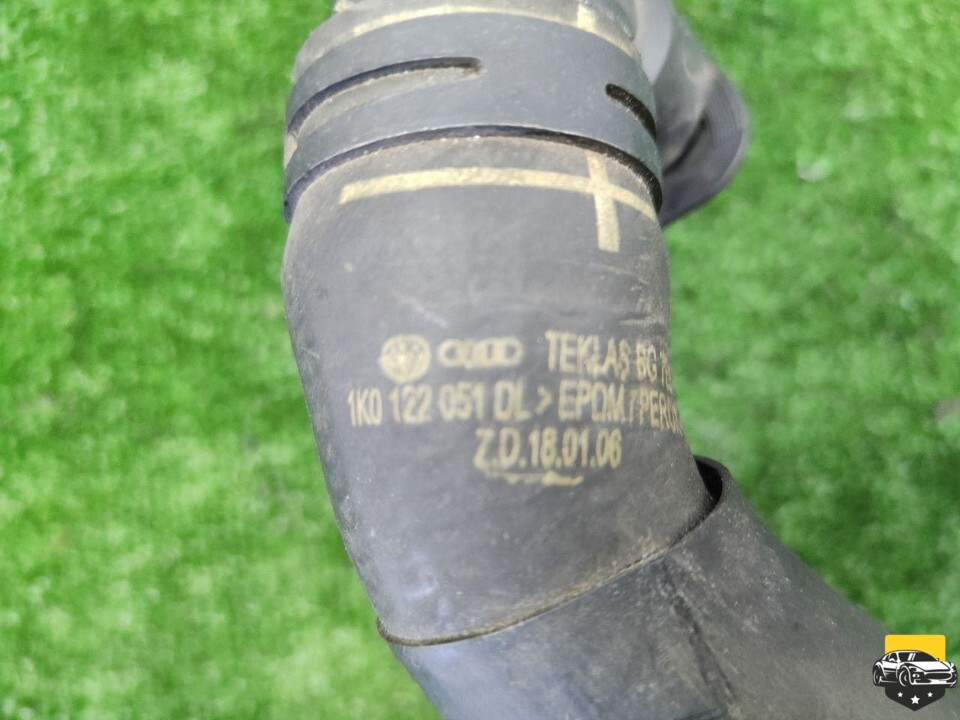 TEKLAS BG
1K0 122 051 DL > EPDM /
Z.D.18.01.06